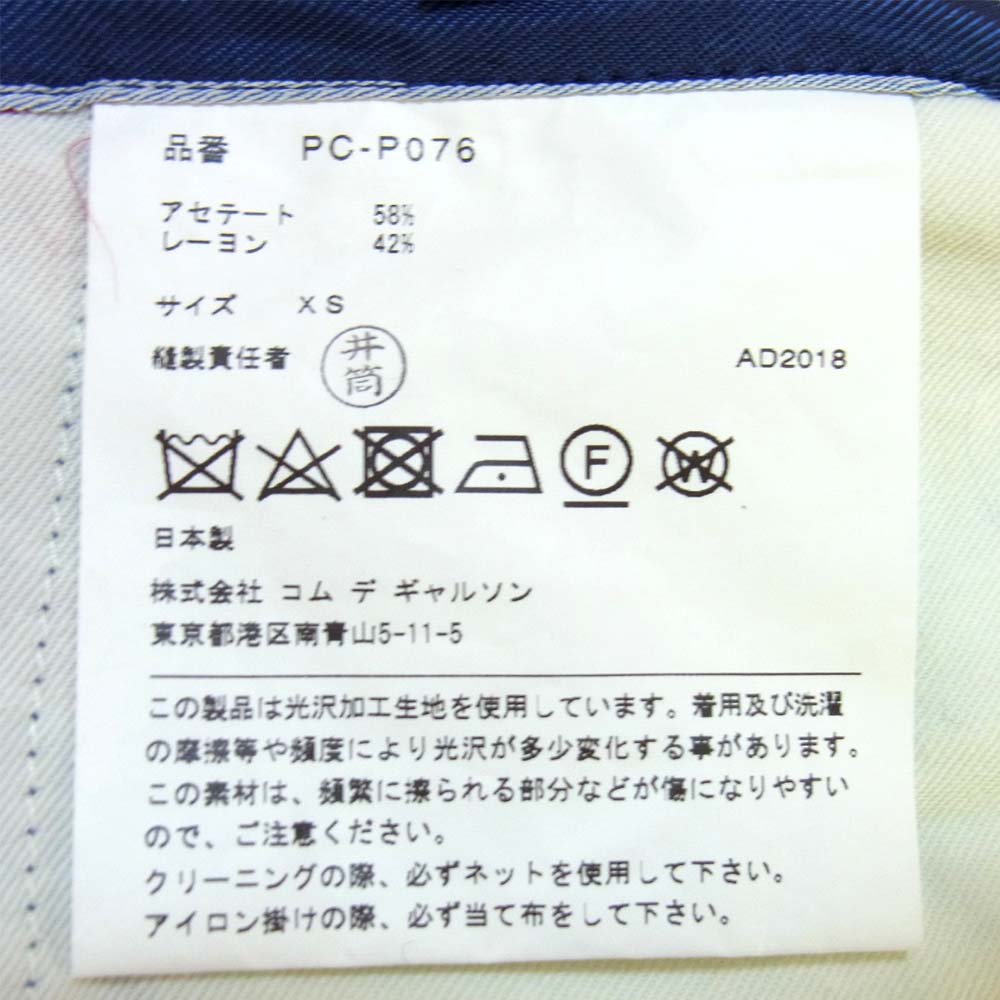 品番 PC-P076
アセテート 58%
レーヨン 42%
サイズ XS
縫製責任者 井筒 AD2018
F W
日本製
株式会社 コム デ ギャルソン
東京都港区南青山5-11-5
この製品は光沢加工生地を使用しています。着用及び洗濯
の摩擦等や頻度により光沢が多少変化する事があります。
この素材は、頻繁に擦られる部分などが傷になりやすい
ので、ご注意ください。
クリーニングの際、必ずネットを使用して下さい。
アイロン掛けの際、必ず当て布をして下さい。